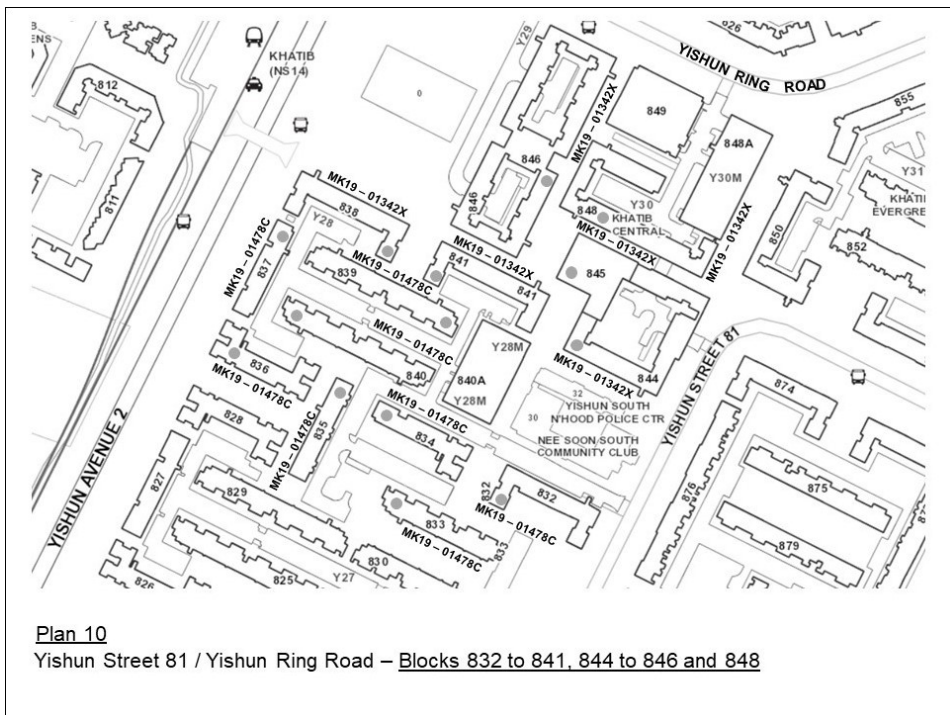 826
YISHUN RING ROAD
Y29
KHATIB
(NS14)
ENS
812
0
849
855
848A
MK19 – 01342X
846
Y30M
Y31
811
MK19 – 01342X
838
846
Y30
848
KHATIB
CENTRAL
MK19 – 01342X
MK19 – 01342X
KHATI
EVERGRE
850
852
Y28
MK19 – 01478C
837
839
MK19 – 01478C
841
MK19 – 01342X
841
845
MK19 – 01478C
Y28M
836
MK19 – 01478C
840
840A
Y28M
MK19 – 01342X
844
YISHUN STREET 81
874
32
30
YISHUN SOUTH
N'HOOD POLICE CTR
NEE SOON SOUTH
COMMUNITY CLUB
MK19 – 01478C
828
835
MK19 – 01478C
834
YISHUN AVENUE 2
827
829
832
832
MK19 – 01478C
833
833
MK19 – 01478C
876
875
879
87
826
825
Y27
830
Plan 10
Yishun Street 81 / Yishun Ring Road – Blocks 832 to 841, 844 to 846 and 848